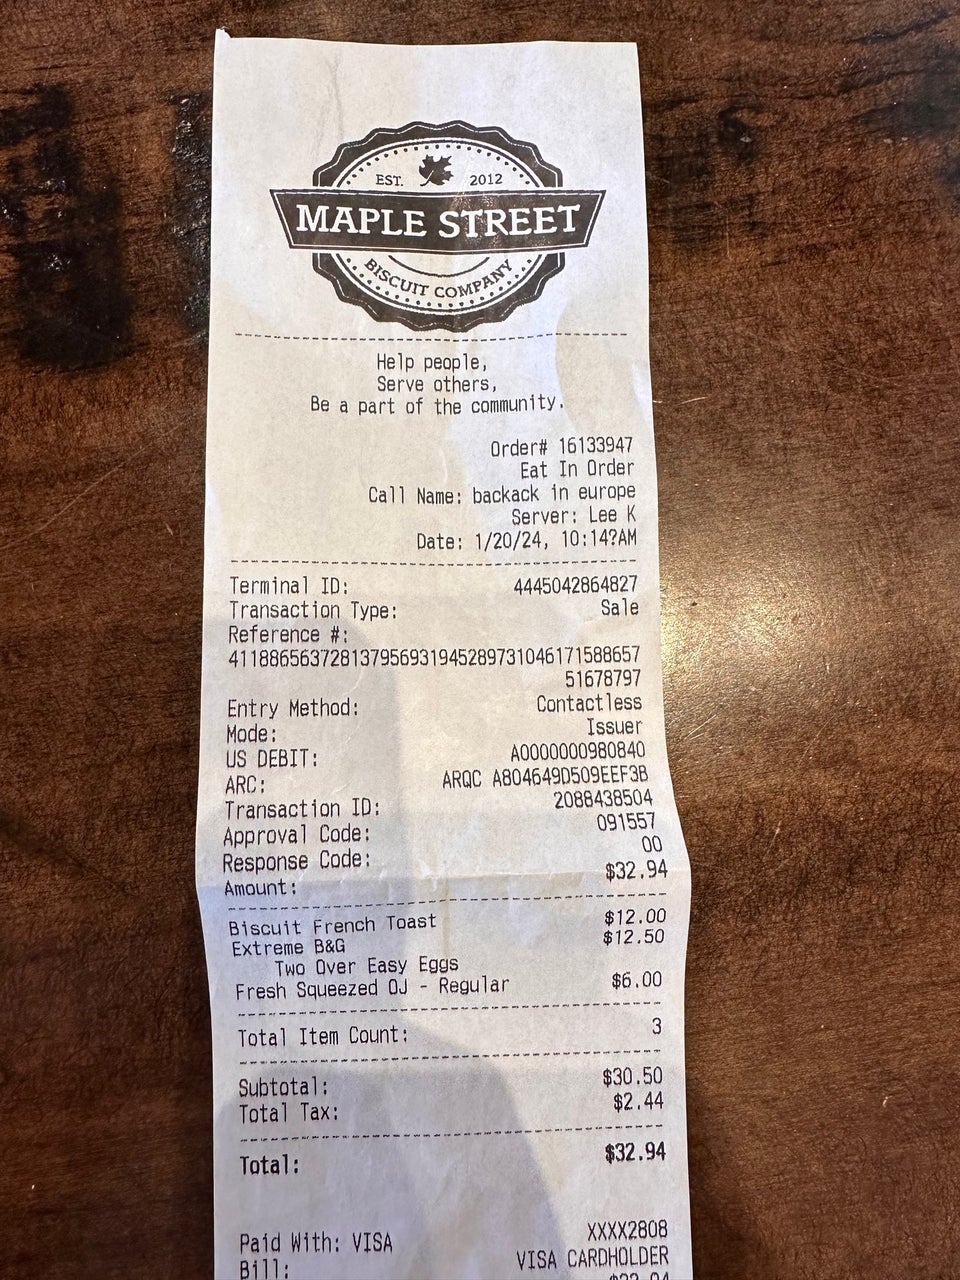 EST. 2012
MAPLE STREET
BISCUIT COMPANY
Help people,
Serve others,
Be a part of the community.
Order# 16133947
Eat In Order
Call Name: backack in europe
Server: Lee K
Date: 1/20/24, 10:14?AM
Terminal ID: 4445042864827
Transaction Type: Sale
Reference #:
41188656372813795693194528973104617158865​7
51678797
Entry Method: Contactless
Mode: Issuer
US DEBIT: A0000000980840
ARC: ARQC A804649D509EEF3B
Transaction ID: 2088438504
Approval Code: 091557
Response Code: 00
Amount: $32.94
Biscuit French Toast $12.00
Extreme B&G $12.50
Two Over Easy Eggs
Fresh Squeezed OJ - Regular $6.00
Total Item Count: 3
Subtotal: $30.50
Total Tax: $2.44
Total: $32.94
Paid With: VISA XXXX2808
Bill: VISA CARDHOLDER